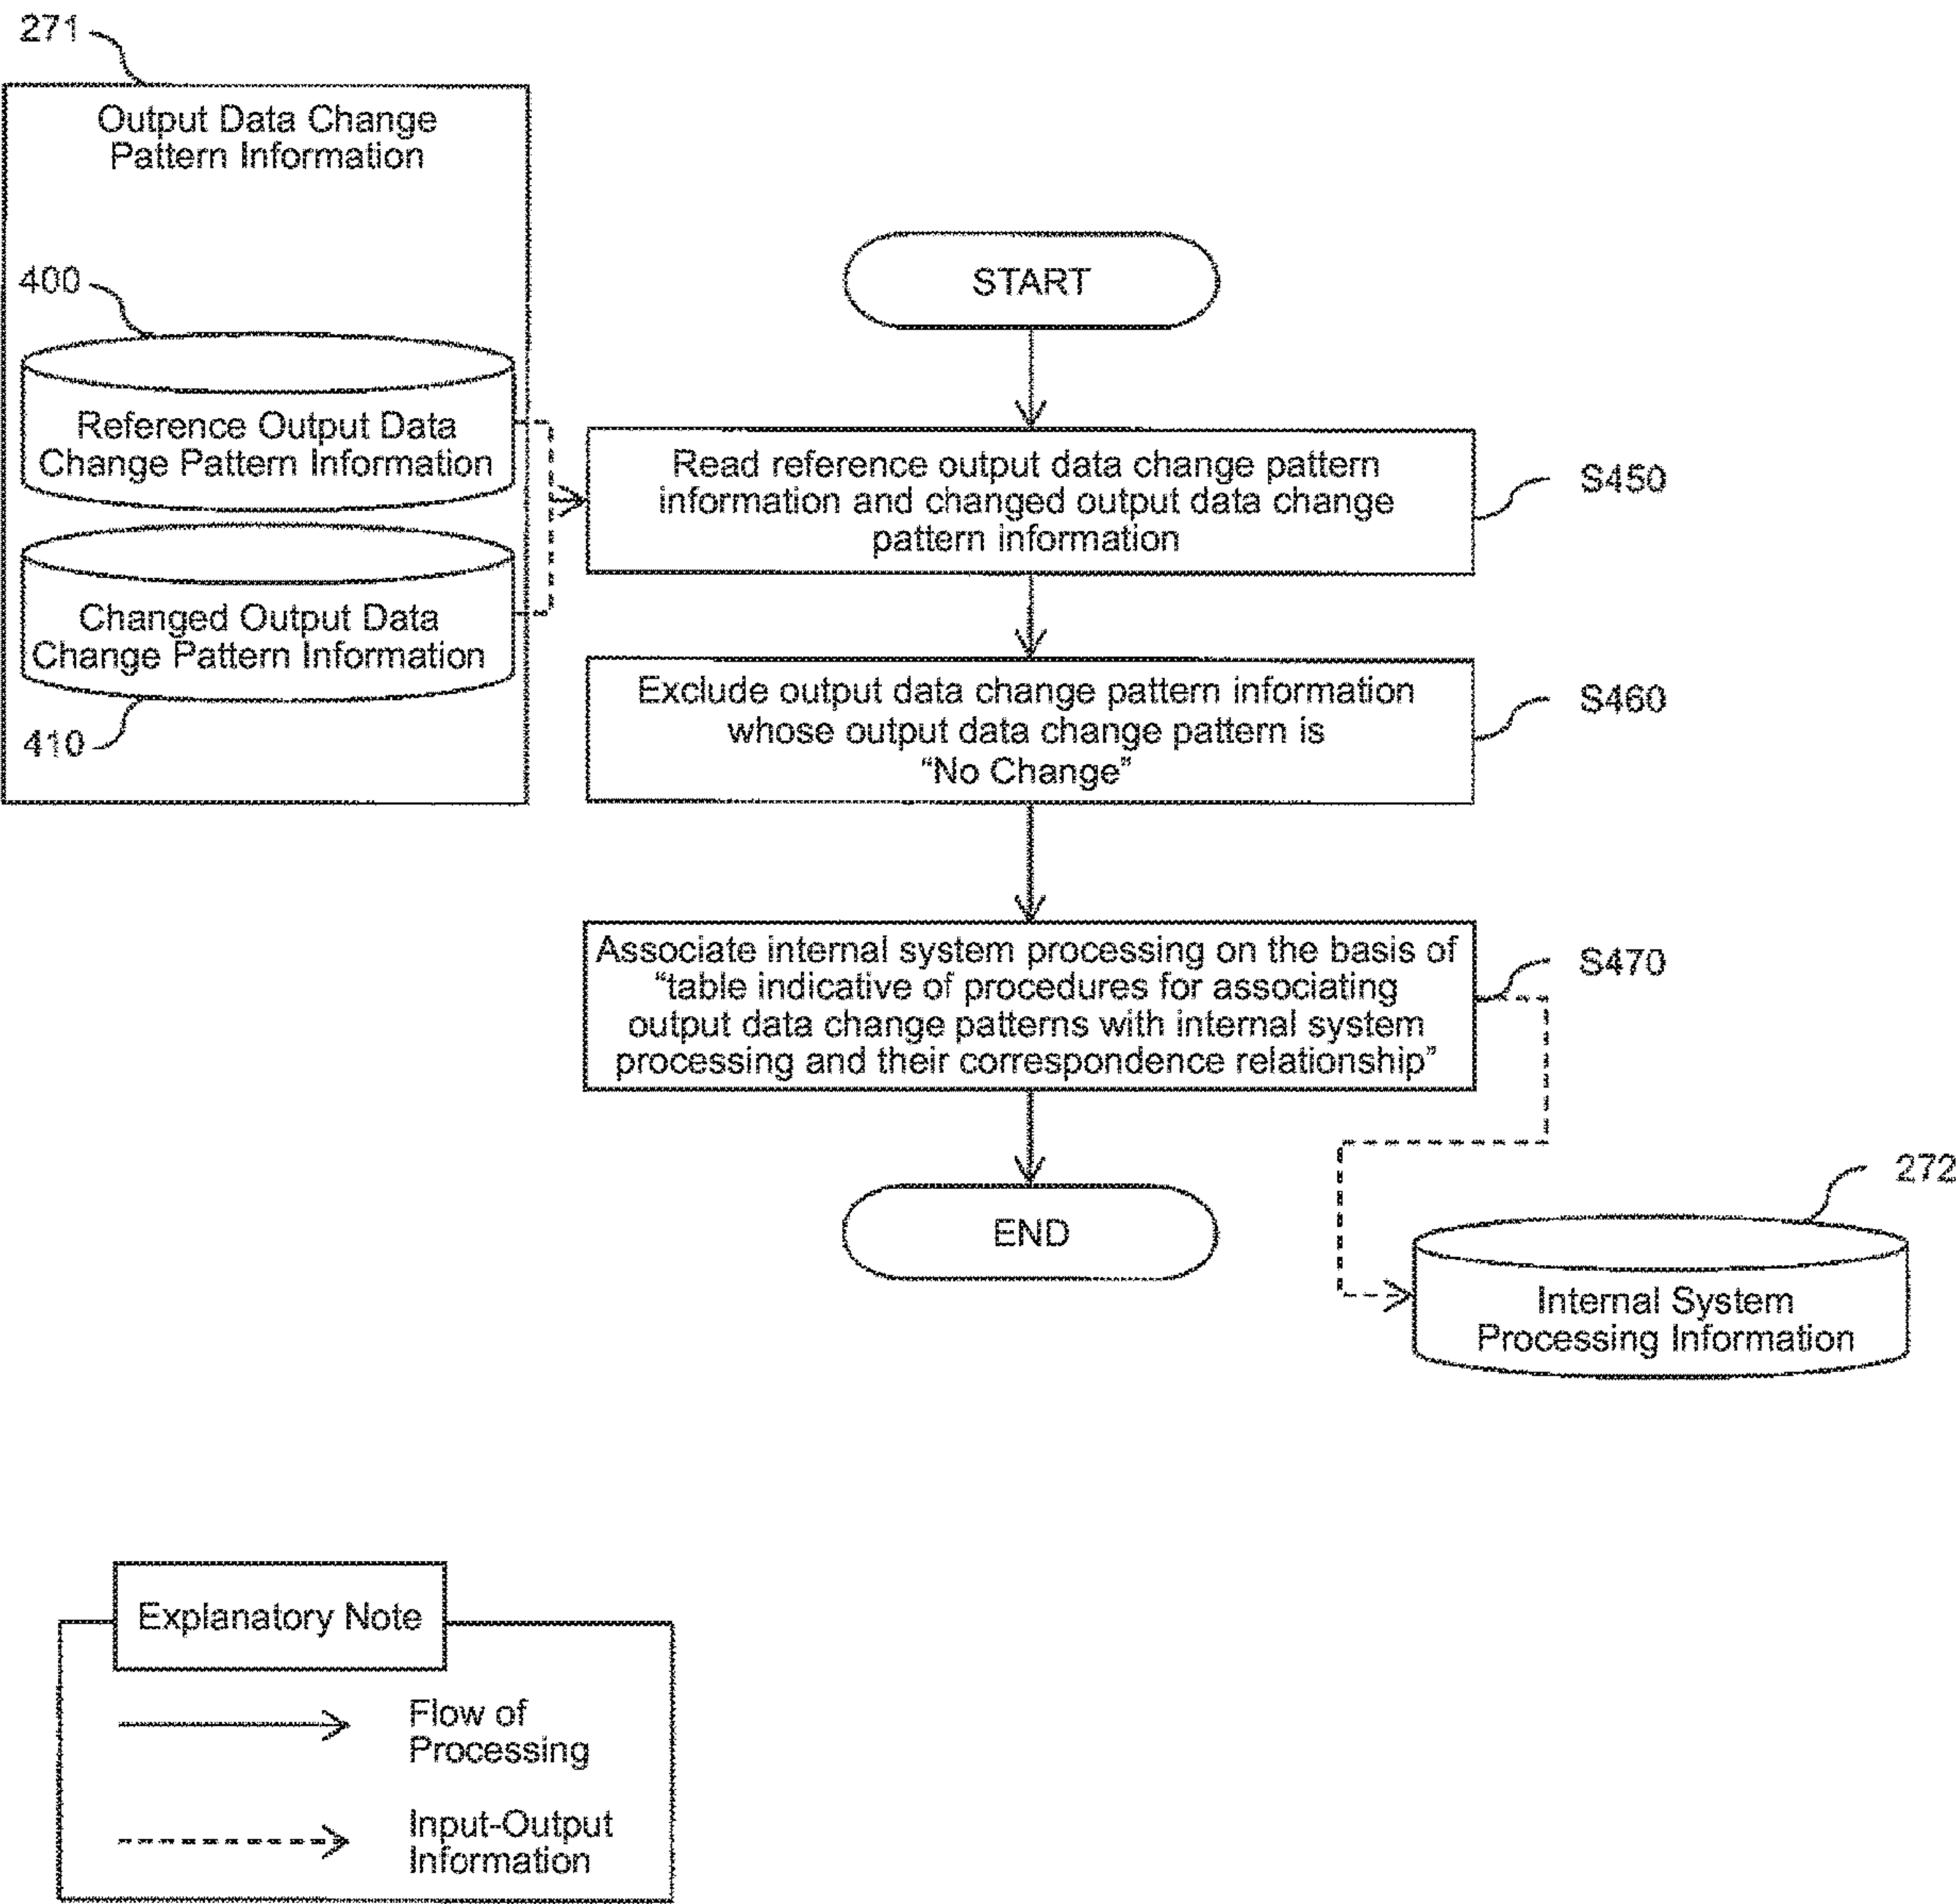 271
Output Data Change
Pattern Information
400
Reference Output Data
Change Pattern Information
Changed Output Data
Change Pattern Information
410
START
Read reference output data change pattern
information and changed output data change
pattern information
S450
Exclude output data change pattern information
whose output data change pattern is
“No Change”
S460
Associate internal system processing on the basis of
“table indicative of procedures for associating
output data change patterns with internal system
processing and their correspondence relationship”
S470
END
272
Internal System
Processing Information
Explanatory Note
Flow of
Processing
Input-Output
Information